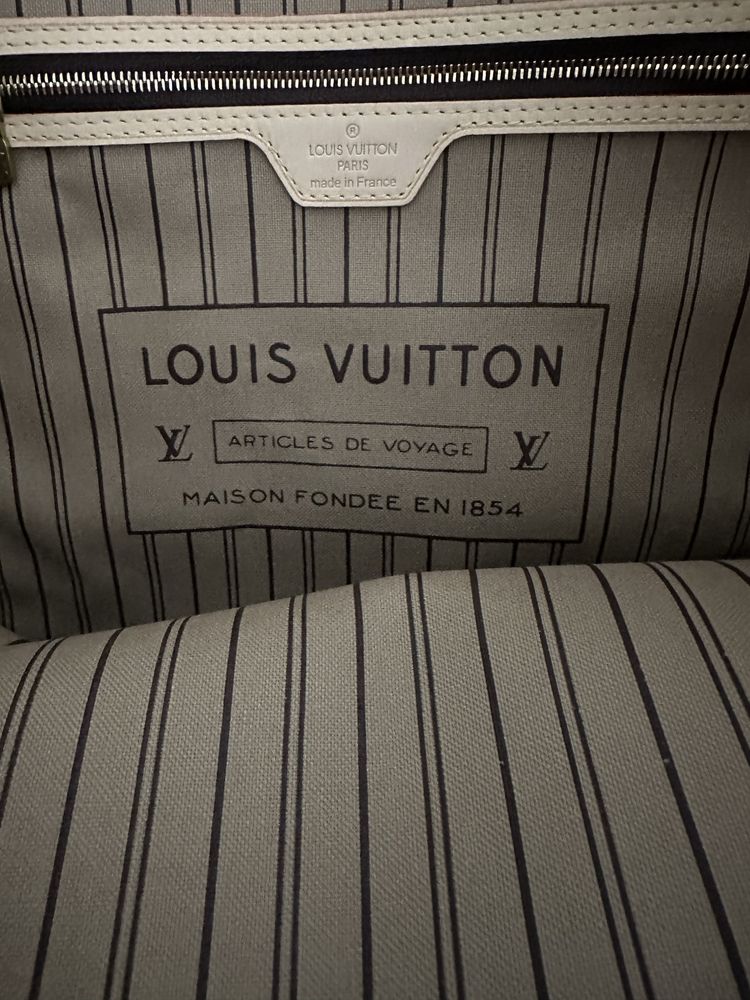 ®
LOUIS VUITTON
PARIS
made in France
LOUIS VUITTON
LV ARTICLES DE VOYAGE LV
MAISON FONDEE EN 1854